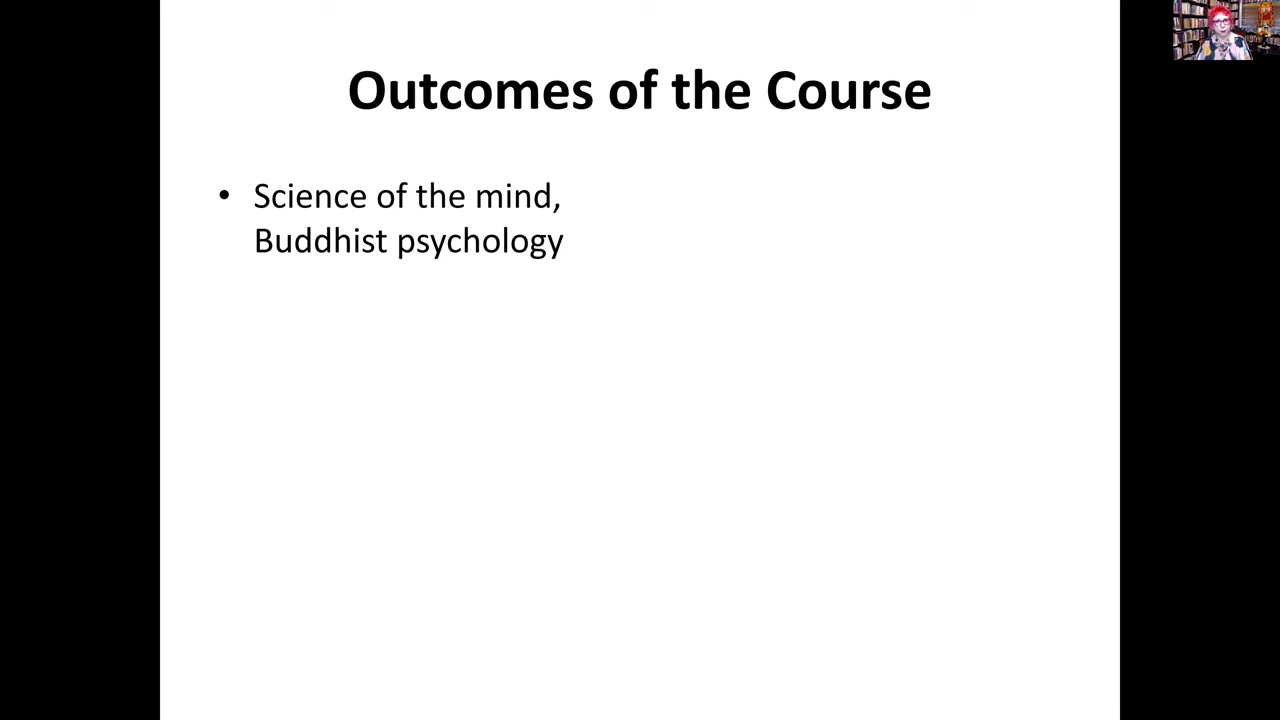 Outcomes of the Course
• Science of the mind,
Buddhist psychology